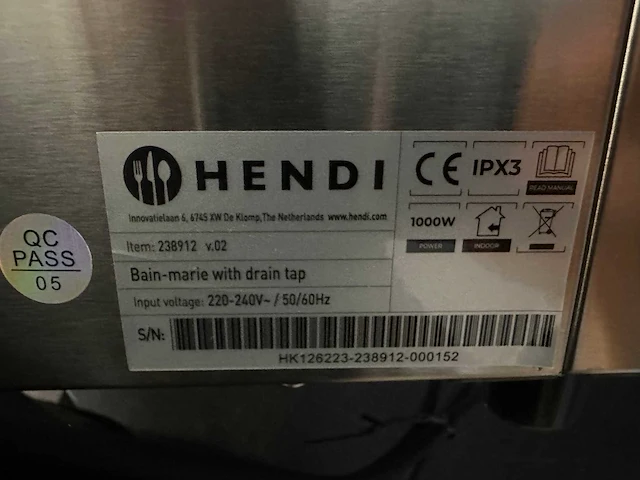 HENDI
Innovatielaan 6, 6745 XW De Klomp, The Netherlands www.hendi.com
Item: 238912 v.02
Bain-marie with drain tap
Input voltage: 220-240V~ / 50/60Hz
S/N:
HK126223-238912-000152
CE
IPX3
READ MANUAL
1000W
POWER
INDOOR
QC
PASS
05